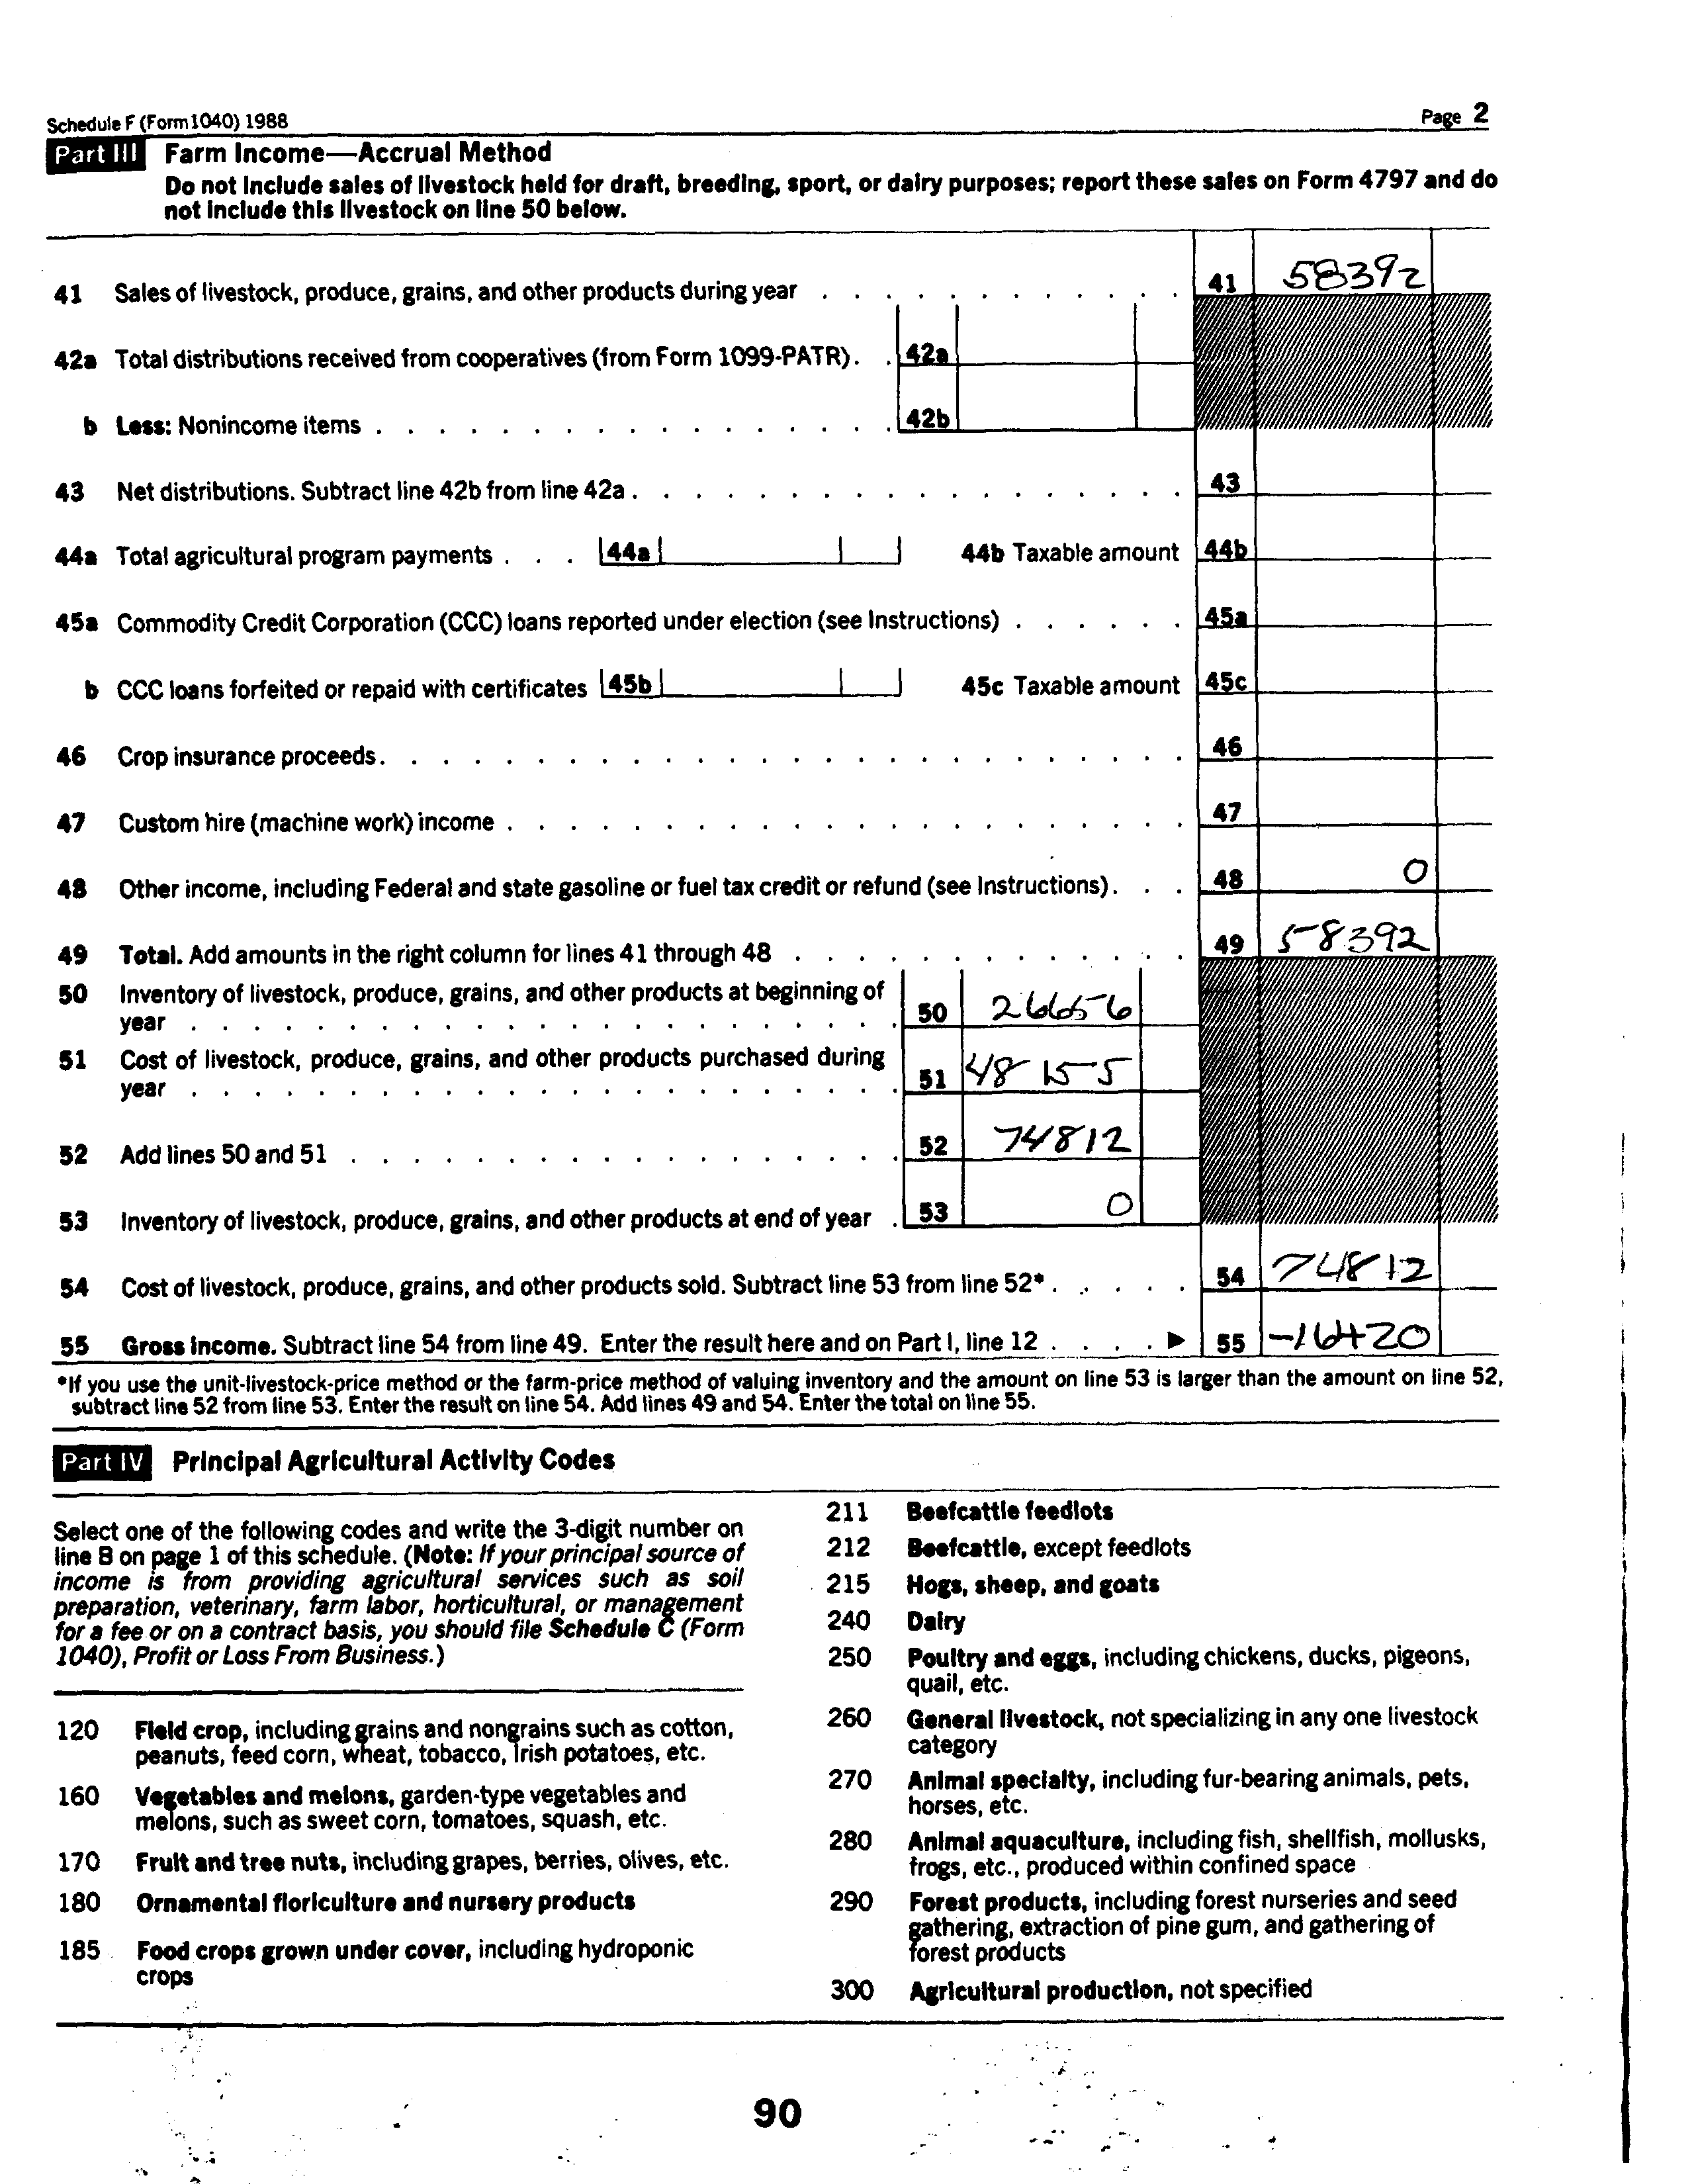 Schedule F (Form 1040) 1988 Page 2
Part III Farm Income—Accrual Method
Do not include sales of livestock held for draft, breeding, sport, or dairy purposes; report these sales on Form 4797 and do
not include this livestock on line 50 below.
41 Sales of livestock, produce, grains, and other products during year . . . . . . . . . . . . 41 58392
42a Total distributions received from cooperatives (from Form 1099-PATR). . 42a
b Less: Nonincome items . . . . . . . . . . . . . . . . . 42b
43 Net distributions. Subtract line 42b from line 42a . . . . . . . . . . . . . . . . . . 43
44a Total agricultural program payments . . . 44a 44b Taxable amount 44b
45a Commodity Credit Corporation (CCC) loans reported under election (see Instructions) . . . . . . 45a
b CCC loans forfeited or repaid with certificates 45b 45c Taxable amount 45c
46 Crop insurance proceeds. . . . . . . . . . . . . . . . . . . . . . . . . . 46
47 Custom hire (machine work) income . . . . . . . . . . . . . . . . . . . . . . 47
48 Other income, including Federal and state gasoline or fuel tax credit or refund (see Instructions). . . 48 0
49 Total. Add amounts in the right column for lines 41 through 48 . . . . . . . . . . . . . 49 58392
50 Inventory of livestock, produce, grains, and other products at beginning of
year . . . . . . . . . . . . . . . . . . . . . . . 50 26656
51 Cost of livestock, produce, grains, and other products purchased during
year . . . . . . . . . . . . . . . . . . . . . . . 51 48155
52 Add lines 50 and 51 . . . . . . . . . . . . . . . . . . 52 74812
53 Inventory of livestock, produce, grains, and other products at end of year . 53 0
54 Cost of livestock, produce, grains, and other products sold. Subtract line 53 from line 52* . . . . . 54 74812
55 Gross income. Subtract line 54 from line 49. Enter the result here and on Part I, line 12 . . . . ▶ 55 -16420
*If you use the unit-livestock-price method or the farm-price method of valuing inventory and the amount on line 53 is larger than the amount on line 52,
subtract line 52 from line 53. Enter the result on line 54. Add lines 49 and 54. Enter the total on line 55.
Part IV Principal Agricultural Activity Codes
Select one of the following codes and write the 3-digit number on
line B on page 1 of this schedule. (Note: If your principal source of
income is from providing agricultural services such as soil
preparation, veterinary, farm labor, horticultural, or management
for a fee or on a contract basis, you should file Schedule C (Form
1040), Profit or Loss From Business.)
120 Field crop, including grains and nongrains such as cotton,
peanuts, feed corn, wheat, tobacco, Irish potatoes, etc.
160 Vegetables and melons, garden-type vegetables and
melons, such as sweet corn, tomatoes, squash, etc.
170 Fruit and tree nuts, including grapes, berries, olives, etc.
180 Ornamental floriculture and nursery products
185 Food crops grown under cover, including hydroponic
crops
211 Beefcattle feedlots
212 Beefcattle, except feedlots
215 Hogs, sheep, and goats
240 Dairy
250 Poultry and eggs, including chickens, ducks, pigeons,
quail, etc.
260 General livestock, not specializing in any one livestock
category
270 Animal specialty, including fur-bearing animals, pets,
horses, etc.
280 Animal aquaculture, including fish, shellfish, mollusks,
frogs, etc., produced within confined space
290 Forest products, including forest nurseries and seed
gathering, extraction of pine gum, and gathering of
forest products
300 Agricultural production, not specified
90